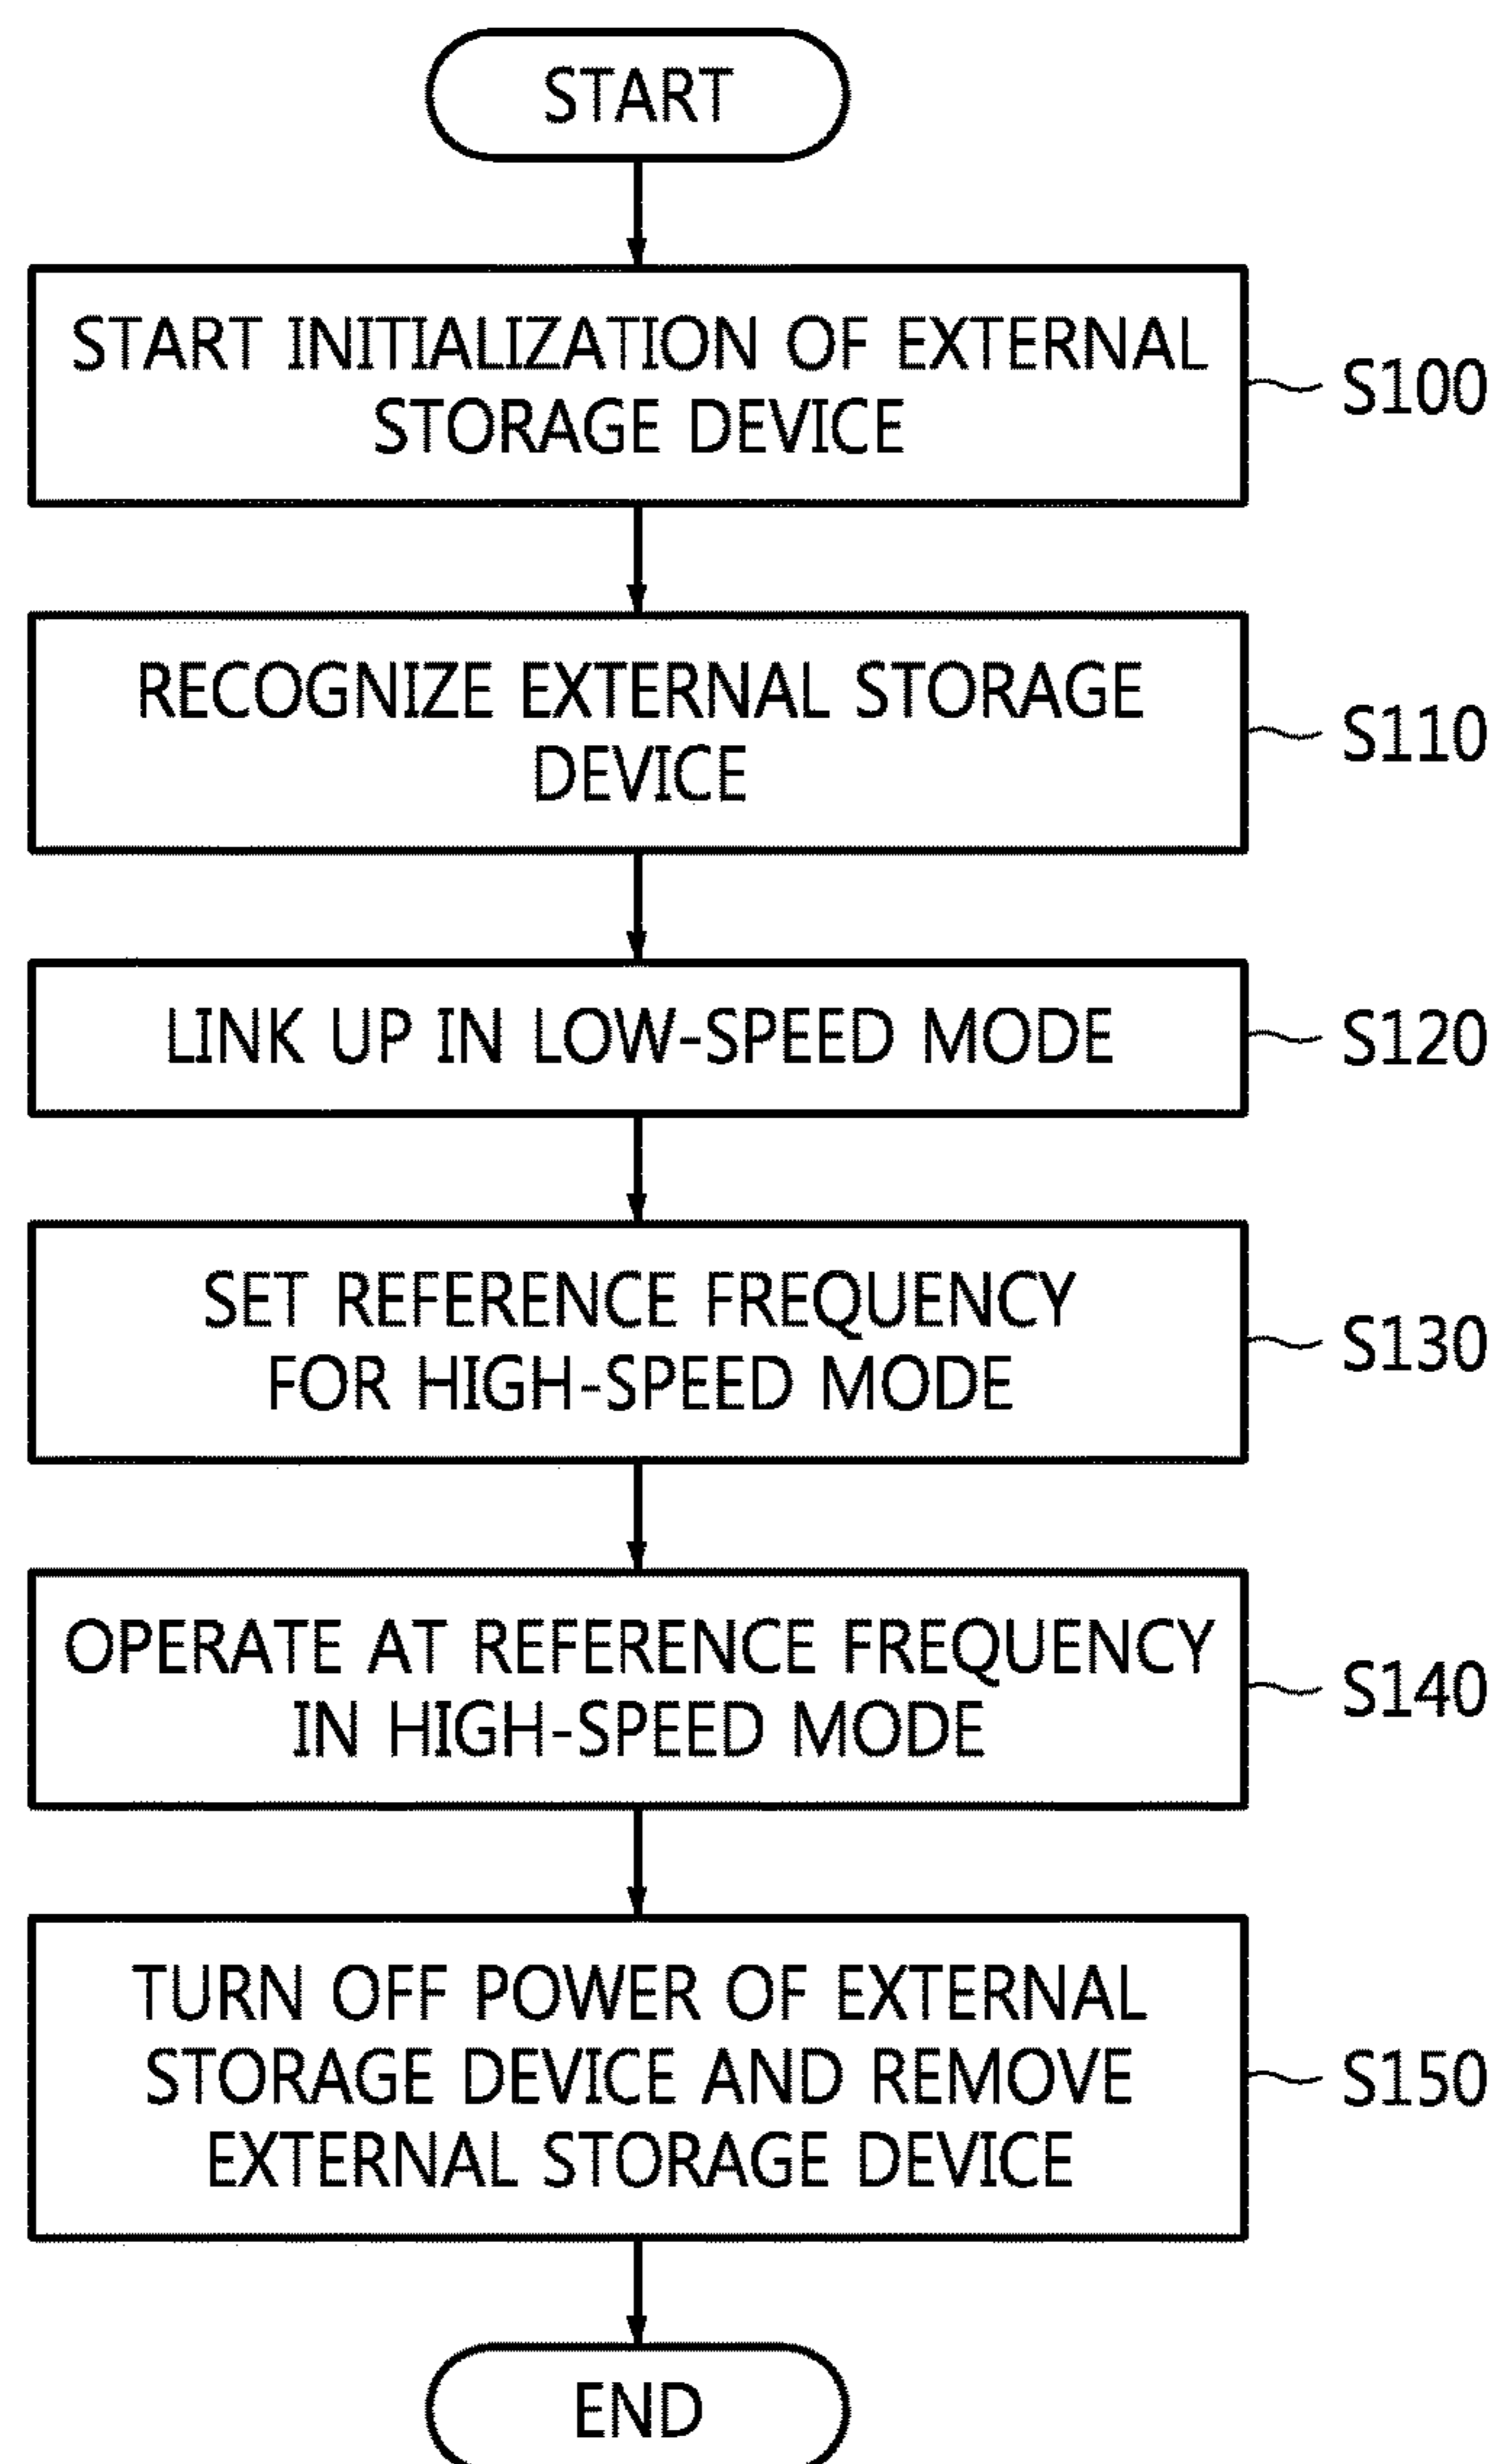 START
START INITIALIZATION OF EXTERNAL
STORAGE DEVICE
S100
RECOGNIZE EXTERNAL STORAGE
DEVICE
S110
LINK UP IN LOW-SPEED MODE
S120
SET REFERENCE FREQUENCY
FOR HIGH-SPEED MODE
S130
OPERATE AT REFERENCE FREQUENCY
IN HIGH-SPEED MODE
S140
TURN OFF POWER OF EXTERNAL
STORAGE DEVICE AND REMOVE
EXTERNAL STORAGE DEVICE
S150
END